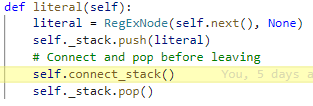 def literal(self):
    literal = RegExNode(self.next(), None)
    self._stack.push(literal)
    # Connect and pop before leaving
    self.connect_stack()        You, 5 days a
    self._stack.pop()